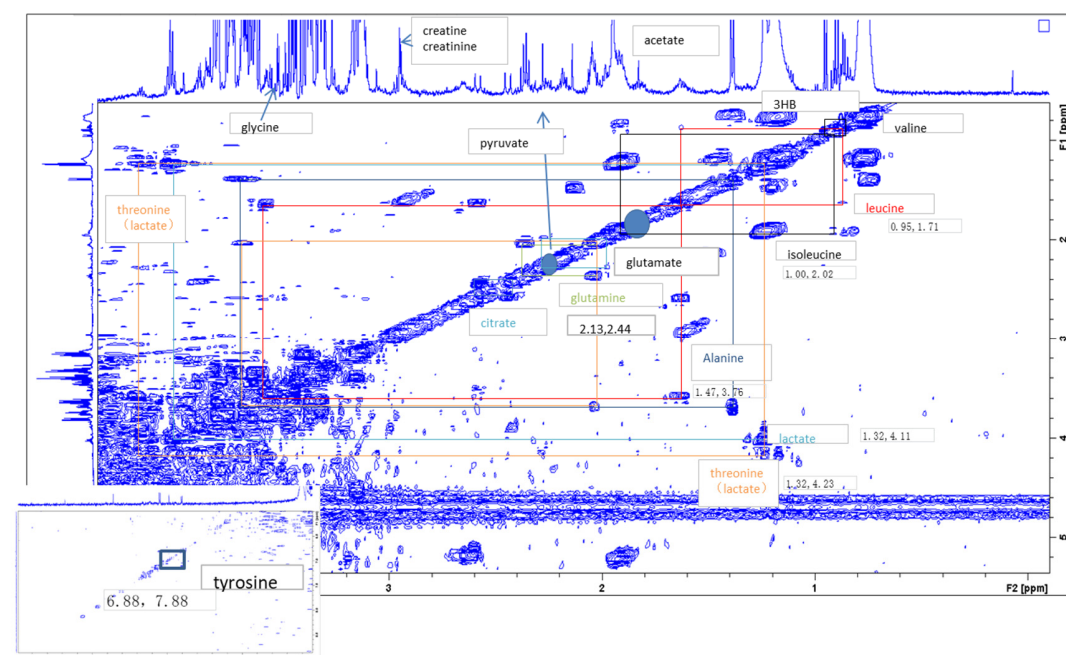 creatine
creatinine
acetate
3HB
glycine
pyruvate
valine
F1 [ppm]
1
threonine
（lactate）
leucine
0.95, 1.71
2
isoleucine
1.00, 2.02
glutamate
glutamine
citrate
2.13,2.44
3
Alanine
1.47, 3.76
4
lactate
1.32, 4.11
threonine
（lactate）
1.32, 4.23
5
3
2
1
F2 [ppm]
tyrosine
6.88, 7.88